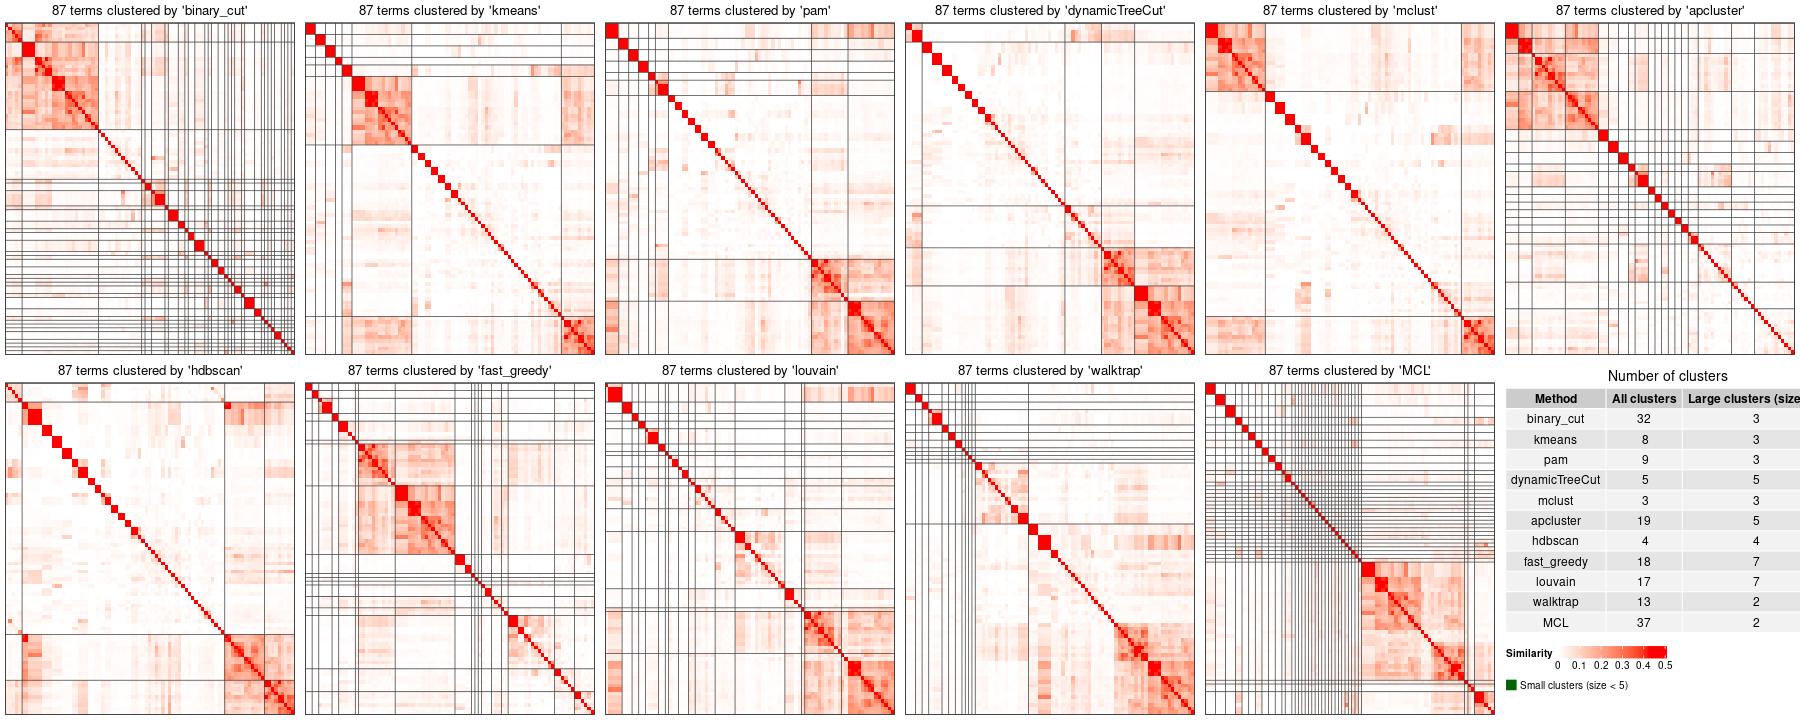 87 terms clustered by 'binary_cut'
87 terms clustered by 'kmeans'
87 terms clustered by 'pam'
87 terms clustered by 'dynamicTreeCut'
87 terms clustered by 'mclust'
87 terms clustered by 'apcluster'
87 terms clustered by 'hdbscan'
87 terms clustered by 'fast_greedy'
87 terms clustered by 'louvain'
87 terms clustered by 'walktrap'
87 terms clustered by 'MCL'
Number of clusters
Method All clusters Large clusters (size
binary_cut 32 3
kmeans 8 3
pam 9 3
dynamicTreeCut 5 5
mclust 3 3
apcluster 19 5
hdbscan 4 4
fast_greedy 18 7
louvain 17 7
walktrap 13 2
MCL 37 2
Similarity
0 0.1 0.2 0.3 0.4 0.5
Small clusters (size < 5)